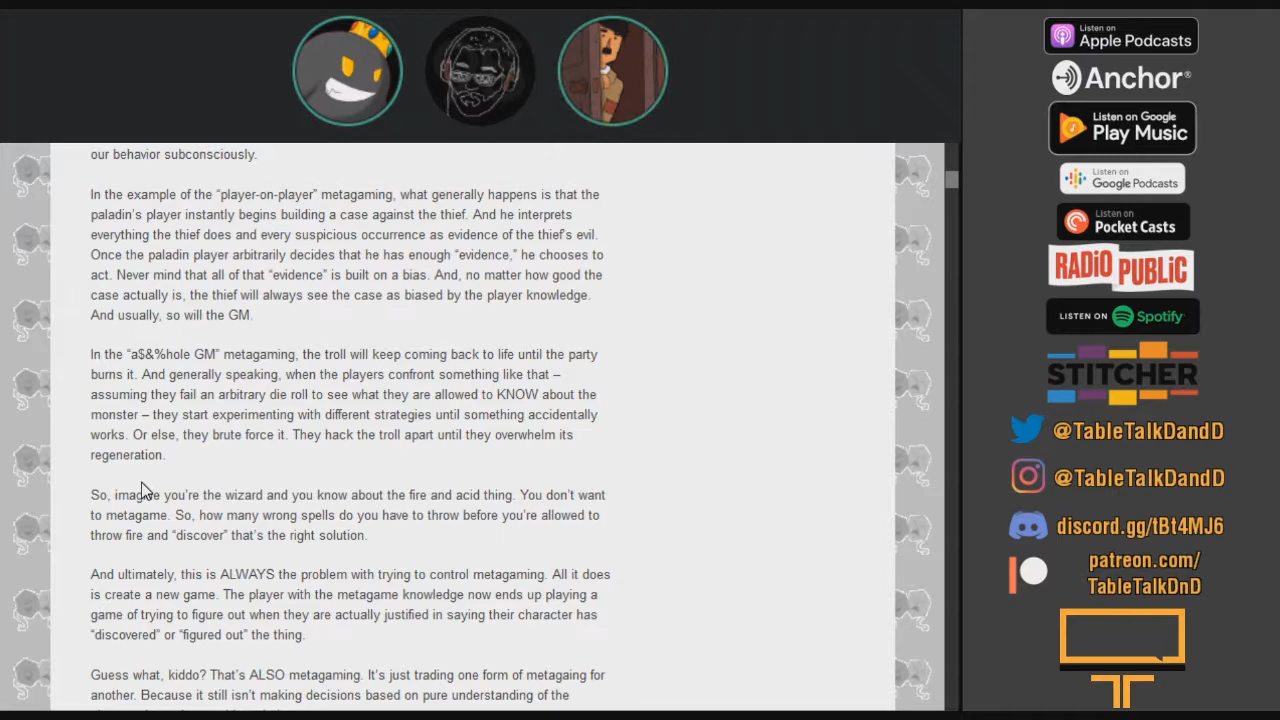 our behavior subconsciously.
In the example of the “player-on-player” metagaming, what generally happens is that the
paladin’s player instantly begins building a case against the thief. And he interprets
everything the thief does and every suspicious occurrence as evidence of the thief’s evil.
Once the paladin player arbitrarily decides that he has enough “evidence,” he chooses to
act. Never mind that all of that “evidence” is built on a bias. And, no matter how good the
case actually is, the thief will always see the case as biased by the player knowledge.
And usually, so will the GM.
In the “a$&%hole GM” metagaming, the troll will keep coming back to life until the party
burns it. And generally speaking, when the players confront something like that –
assuming they fail an arbitrary die roll to see what they are allowed to KNOW about the
monster – they start experimenting with different strategies until something accidentally
works. Or else, they brute force it. They hack the troll apart until they overwhelm its
regeneration.
So, imagine you’re the wizard and you know about the fire and acid thing. You don’t want
to metagame. So, how many wrong spells do you have to throw before you’re allowed to
throw fire and “discover” that’s the right solution.
And ultimately, this is ALWAYS the problem with trying to control metagaming. All it does
is create a new game. The player with the metagame knowledge now ends up playing a
game of trying to figure out when they are actually justified in saying their character has
“discovered” or “figured out” the thing.
Guess what, kiddo? That’s ALSO metagaming. It’s just trading one form of metagaing for
another. Because it still isn’t making decisions based on pure understanding of the
Listen on
Apple Podcasts
Anchor®
Listen on Google
Play Music
Listen on
Google Podcasts
Listen on
Pocket Casts
RADiO PUBLiC
LISTEN ON Spotify®
STITCHER
@TableTalkDandD
@TableTalkDandD
discord.gg/tBt4MJ6
patreon.com/
TableTalkDnD